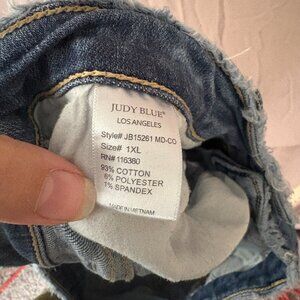 JUDY BLUE®
LOS ANGELES
Style# JB15261 MD-CO
Size# 1XL
RN# 116360
93% COTTON
6% POLYESTER
1% SPANDEX
MADE IN VIETNAM